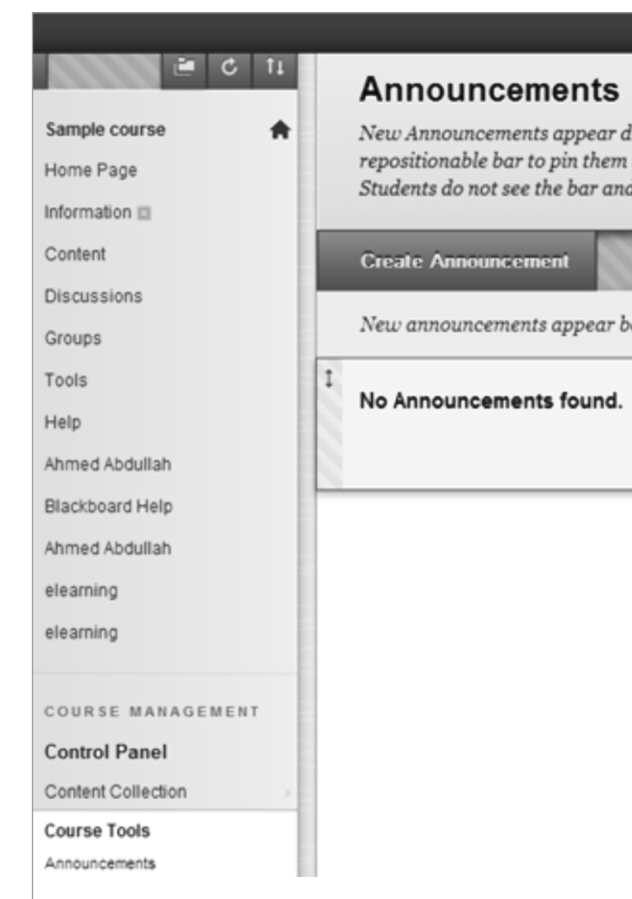 Sample course
Home Page
Information
Content
Discussions
Groups
Tools
Help
Ahmed Abdullah
Blackboard Help
Ahmed Abdullah
elearning
elearning
COURSE MANAGEMENT
Control Panel
Content Collection
Course Tools
Announcements
Announcements
New Announcements appear d
repositionable bar to pin them
Students do not see the bar and
Create Announcement
New announcements appear b
No Announcements found.